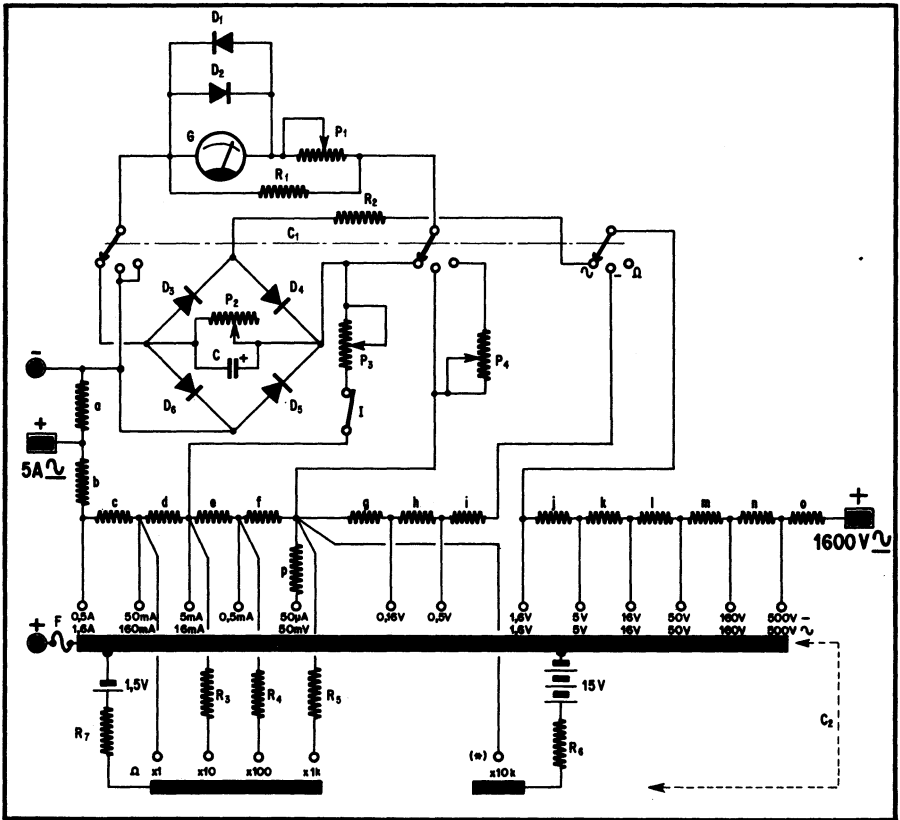 D1
D2
G
P1
R1
R2
C1
∿ – Ω
D3
D4
P2
C +
P3
P4
D6
D5
I
–
a
+
5A ∿
b
c d e f g h i j k l m n o
+
1600V ∿
p
0,5A 50mA 5mA 0,5mA 50µA 0,16V 0,5V 1,6V 5V 16V 50V 160V 500V –
1,6A 160mA 16mA 50mV 1,6V 5V 16V 50V 160V 500V ∿
+ F
1,5V
R3
R4
R5
15V
C2
R7
R6
(*)
Ω x1 x10 x100 x1k x10k